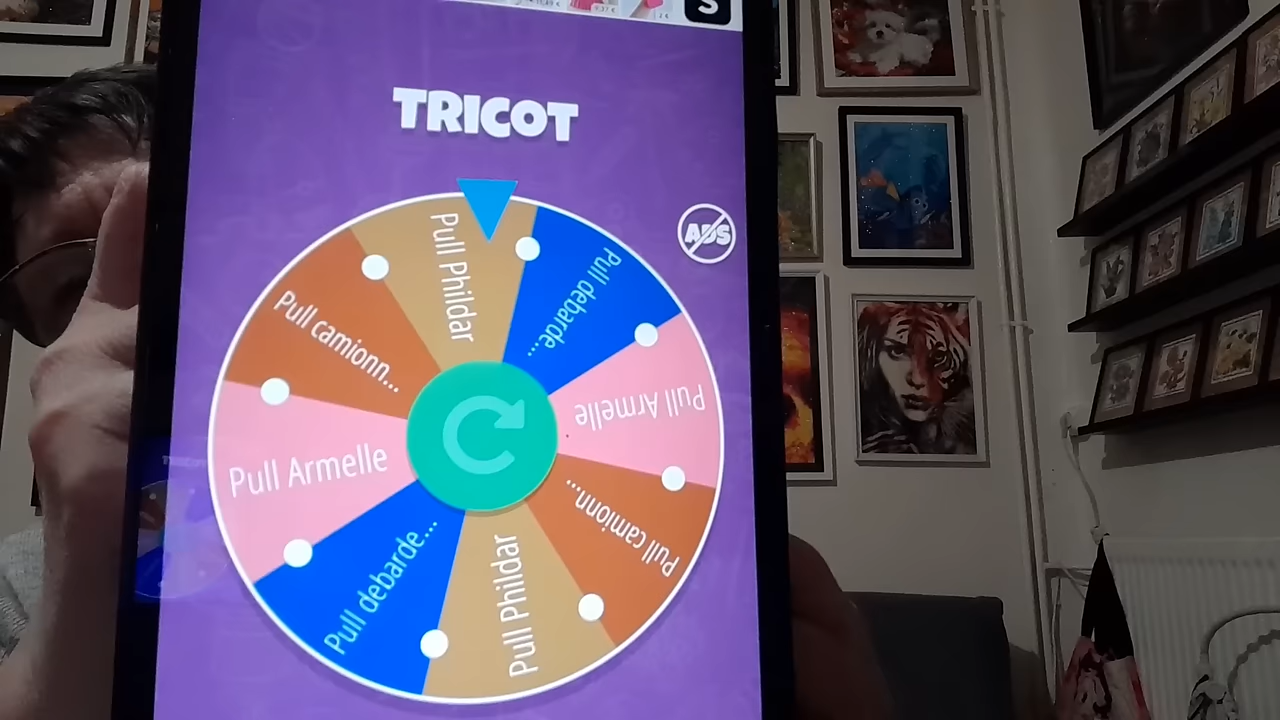 S
TRICOT
ADS
Pull Phildar
Pull debarde...
Pull camionn...
Pull Armelle
Pull Armelle
Pull camionn...
Pull debarde...
Pull Phildar